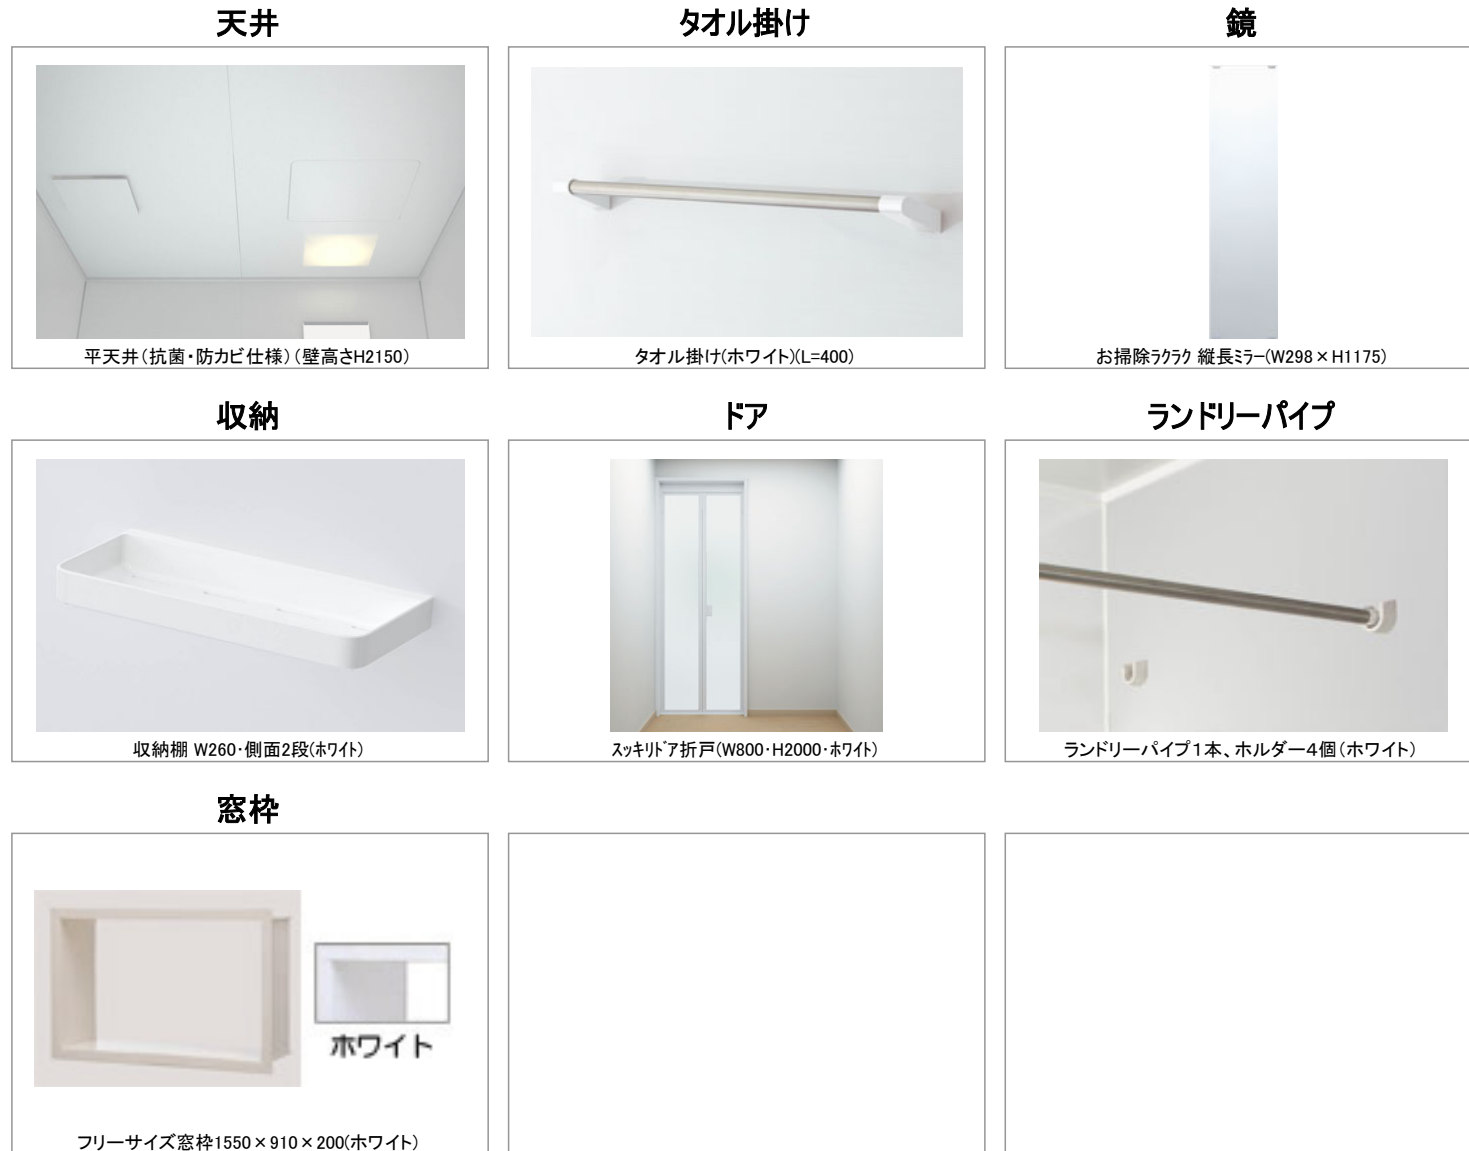 天井
タオル掛け
鏡
平天井(抗菌・防カビ仕様)(壁高さH2150)
タオル掛け(ホワイト)(L=400)
お掃除ﾗｸﾗｸ 縦長ﾐﾗｰ(W298×H1175)
収納
ドア
ランドリーパイプ
収納棚 W260･側面2段(ﾎﾜｲﾄ)
ｽｯｷﾘﾄﾞｱ折戸(W800･H2000･ﾎﾜｲﾄ)
ランドリーパイプ1本、ホルダー4個(ホワイト)
窓枠
ホワイト
フリーサイズ窓枠1550×910×200(ホワイト)